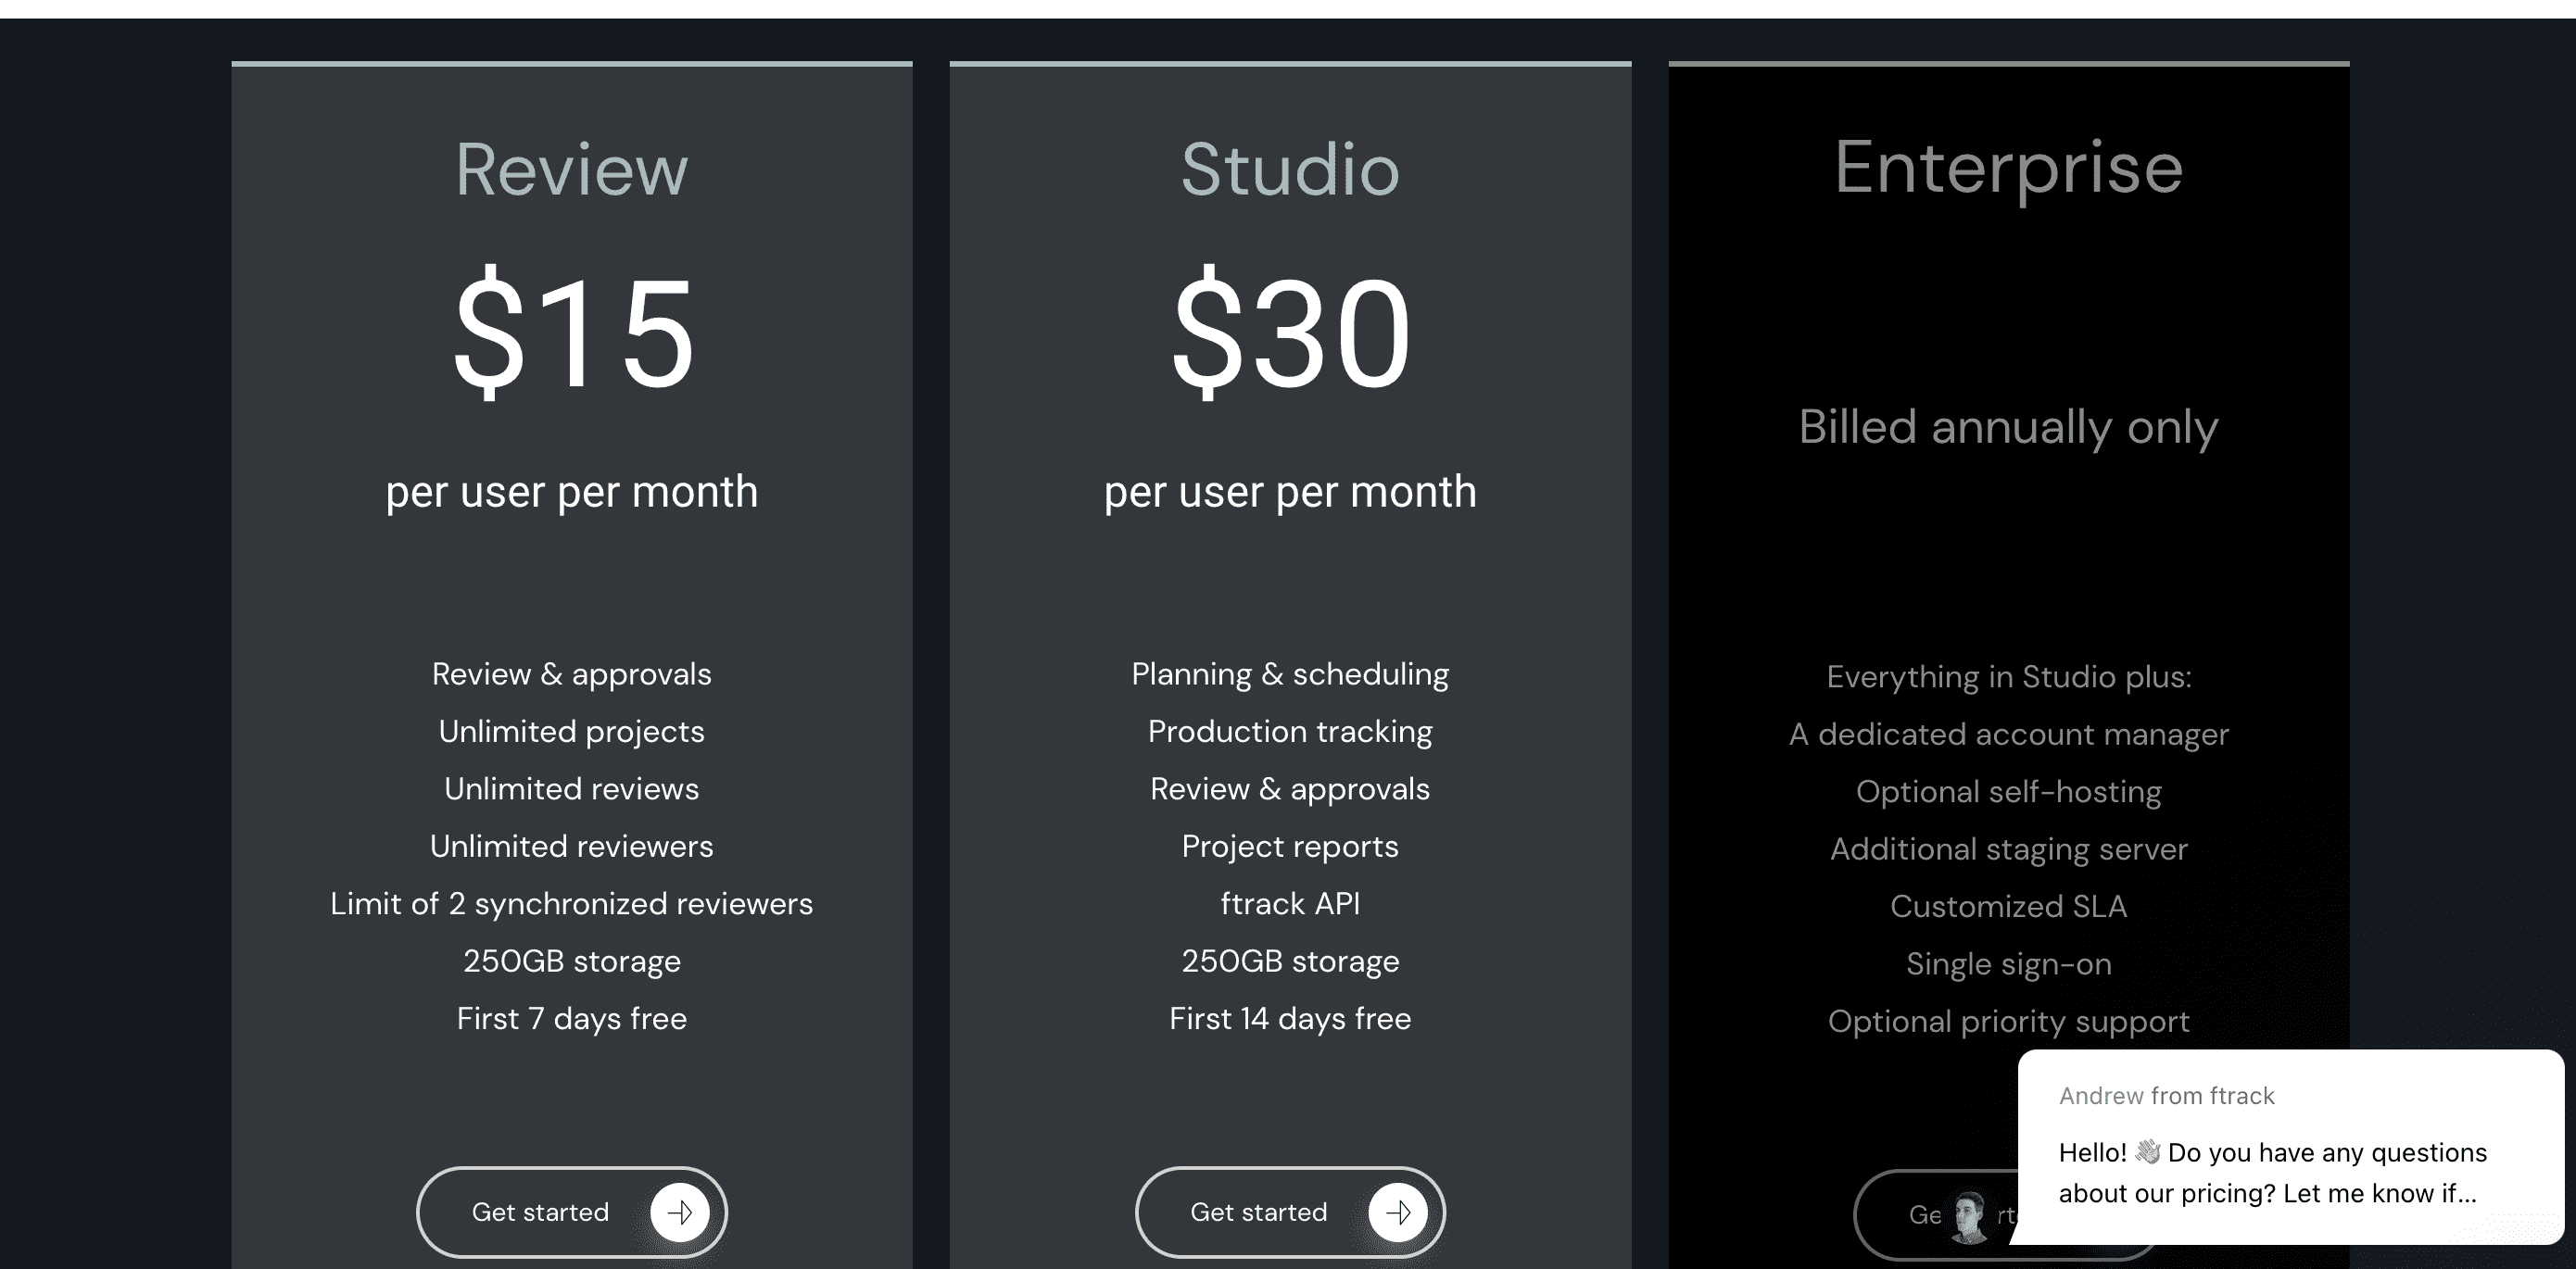 Review
$15
per user per month
Review & approvals
Unlimited projects
Unlimited reviews
Unlimited reviewers
Limit of 2 synchronized reviewers
250GB storage
First 7 days free
Get started
Studio
$30
per user per month
Planning & scheduling
Production tracking
Review & approvals
Project reports
ftrack API
250GB storage
First 14 days free
Get started
Enterprise
Billed annually only
Everything in Studio plus:
A dedicated account manager
Optional self-hosting
Additional staging server
Customized SLA
Single sign-on
Optional priority support
Andrew from ftrack
Hello! 👋 Do you have any questions
about our pricing? Let me know if...